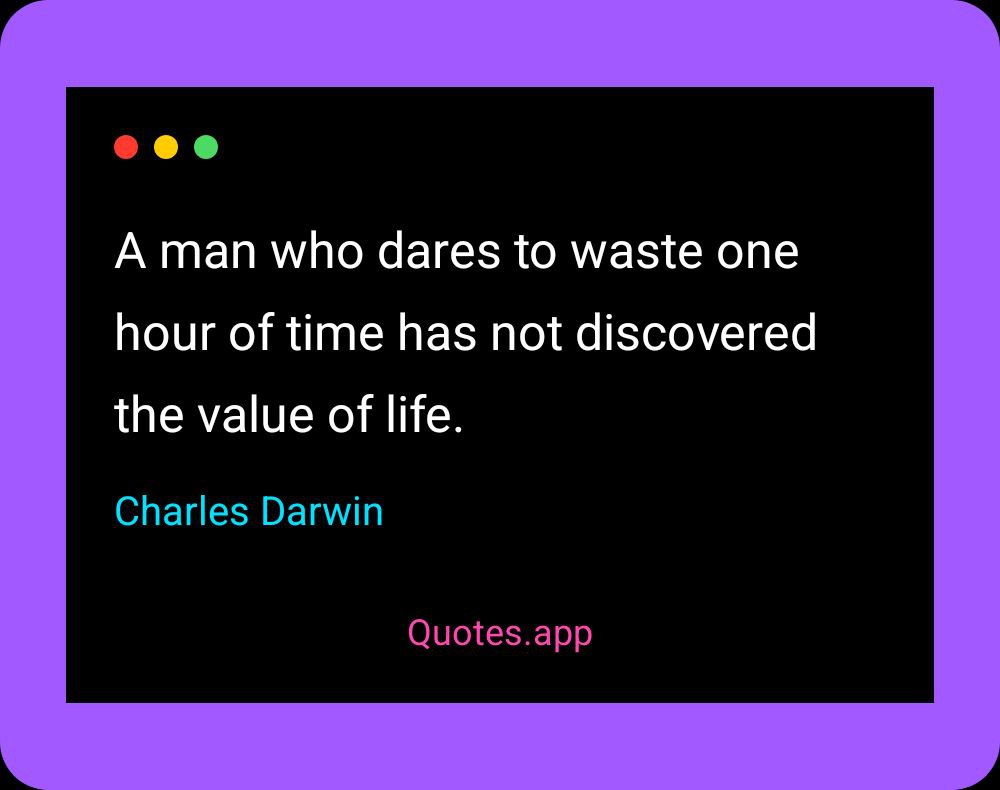 A man who dares to waste one
hour of time has not discovered
the value of life.
Charles Darwin
Quotes.app